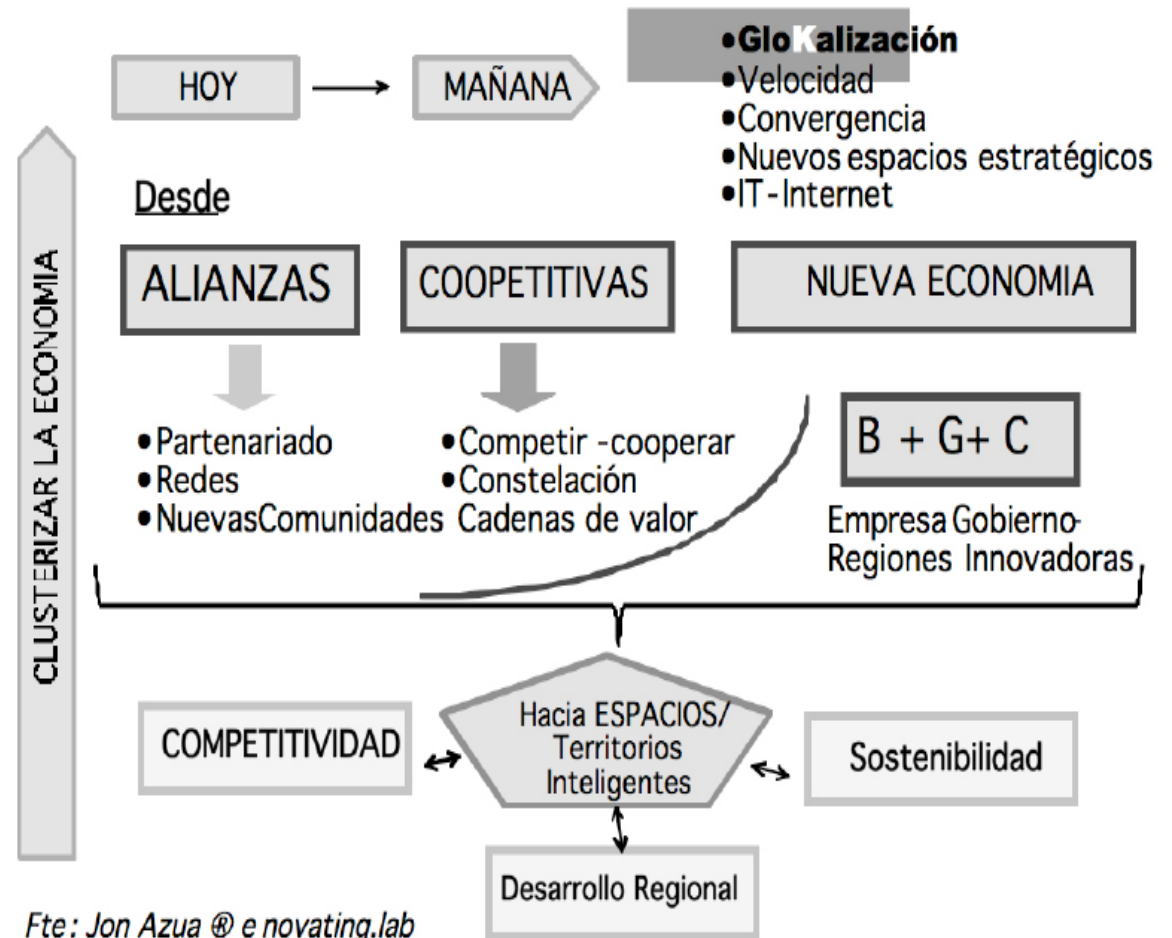 HOY
MAÑANA
•GloKalización
•Velocidad
•Convergencia
•Nuevos espacios estratégicos
•IT-Internet
Desde
CLUSTERIZAR LA ECONOMIA
ALIANZAS
COOPETITIVAS
NUEVA ECONOMIA
•Partenariado
•Redes
•NuevasComunidades
•Competir -cooperar
•Constelación
Cadenas de valor
B + G+ C
Empresa Gobierno-
Regiones Innovadoras
Hacia ESPACIOS/
Territorios
Inteligentes
COMPETITIVIDAD
Sostenibilidad
Desarrollo Regional
Fte: Jon Azua ® e novating.lab